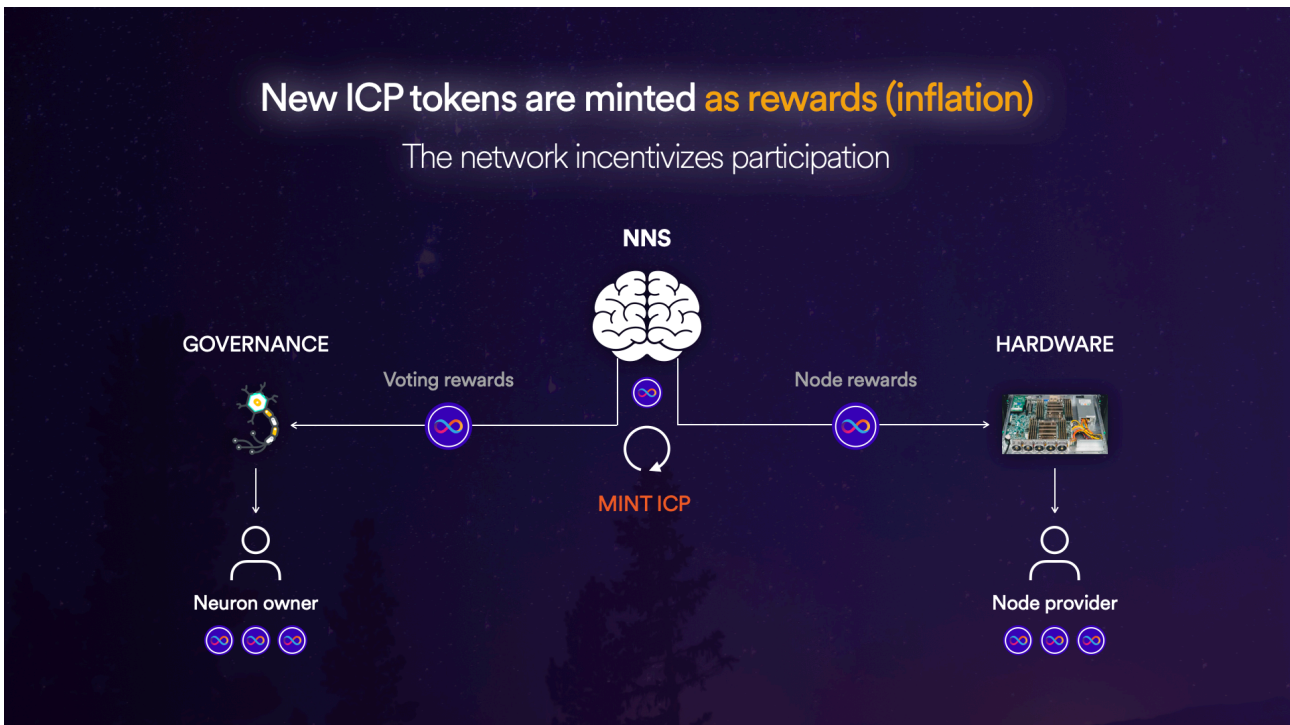 New ICP tokens are minted as rewards (inflation)
The network incentivizes participation
NNS
GOVERNANCE
HARDWARE
Voting rewards
Node rewards
MINT ICP
Neuron owner
Node provider